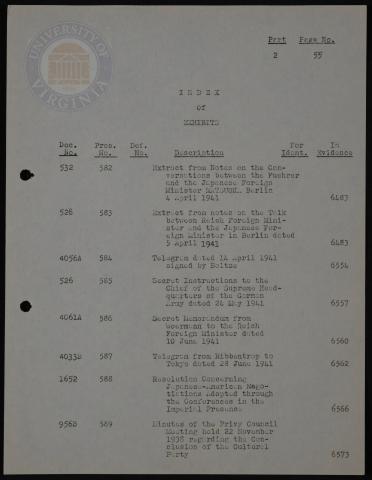 UNIVERSITY OF VIRGINIA
Part Page No.
2 55
I N D E X
of
EXHIBITS
Doc. Pros. Def. For In
No. No. No. Description Ident. Evidence
532 582 Extract from Notes on the Con-
versations between the Fuehrer
and the Japanese Foreign
Minister MATSUOKA, Berlin
4 April 1941 6483
528 583 Extract from notes on the Talk
between Reich Foreign Mini-
ster and the Japanese For-
eign Minister in Berlin dated
5 April 1941 6483
4056A 584 Telegram dated 14 April 1941
signed by Boltze 6554
526 585 Secret Instructions to the
Chief of the Supreme Head-
quarters of the German
Army dated 24 May 1941 6557
4061A 586 Secret Memorandum from
Woermann to the Reich
Foreign Minister dated
10 June 1941 6560
4033B 587 Telegram from Ribbentrop to
Tokyo dated 28 June 1941 6562
1652 588 Resolution Concerning
Japanese-American Nego-
tiations Adopted through
the Conferences in the
Imperial Presence 6566
956B 589 Minutes of the Privy Council
Meeting held 22 November
1938 regarding the Con-
clusion of the Cultural
Party 6573